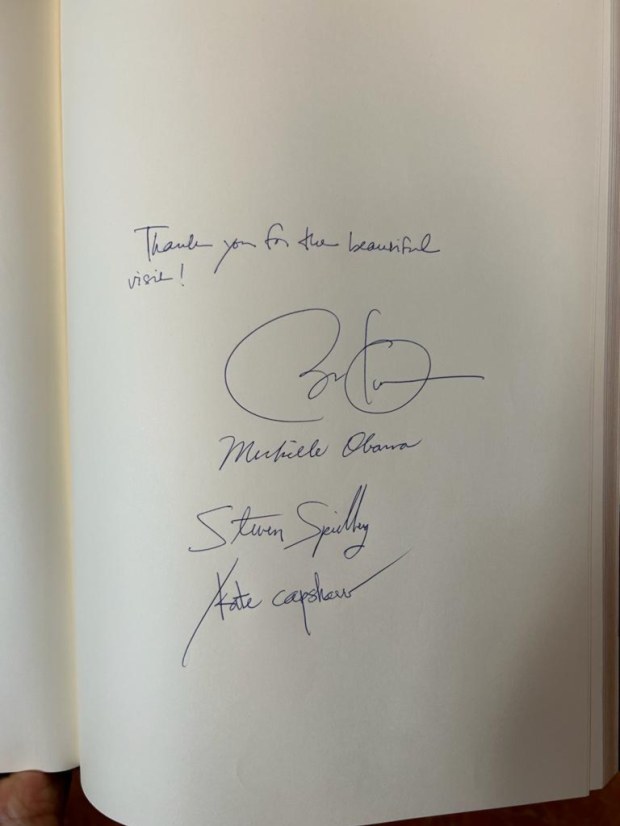 Thank you for the beautiful
visit!
Michelle Obama
Steven Spielberg
Kate Capshaw